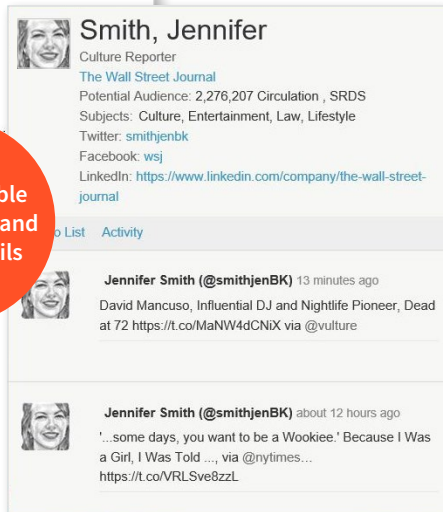 Smith, Jennifer
Culture Reporter
The Wall Street Journal
Potential Audience: 2,276,207 Circulation , SRDS
Subjects: Culture, Entertainment, Law, Lifestyle
Twitter: smithjenbk
Facebook: wsj
LinkedIn: https://www.linkedin.com/company/the-wall-street-
journal
and
List Activity
Jennifer Smith (@smithjenBK) 13 minutes ago
David Mancuso, Influential DJ and Nightlife Pioneer, Dead
at 72 https://t.co/MaNW4dCNiX via @vulture
Jennifer Smith (@smithjenBK) about 12 hours ago
'...some days, you want to be a Wookiee.' Because I Was
a Girl, I Was Told ..., via @nytimes...
https://t.co/VRLSve8zzL